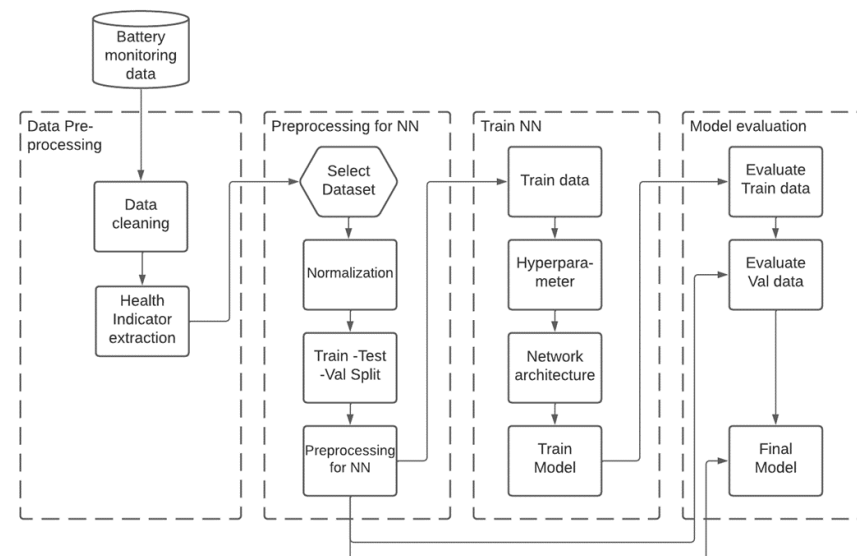 Battery
monitoring
data
Data Pre-
processing
Data
cleaning
Health
Indicator
extraction
Preprocessing for NN
Select
Dataset
Normalization
Train -Test
-Val Split
Preprocessing
for NN
Train NN
Train data
Hyperpara-
meter
Network
architecture
Train
Model
Model evaluation
Evaluate
Train data
Evaluate
Val data
Final
Model